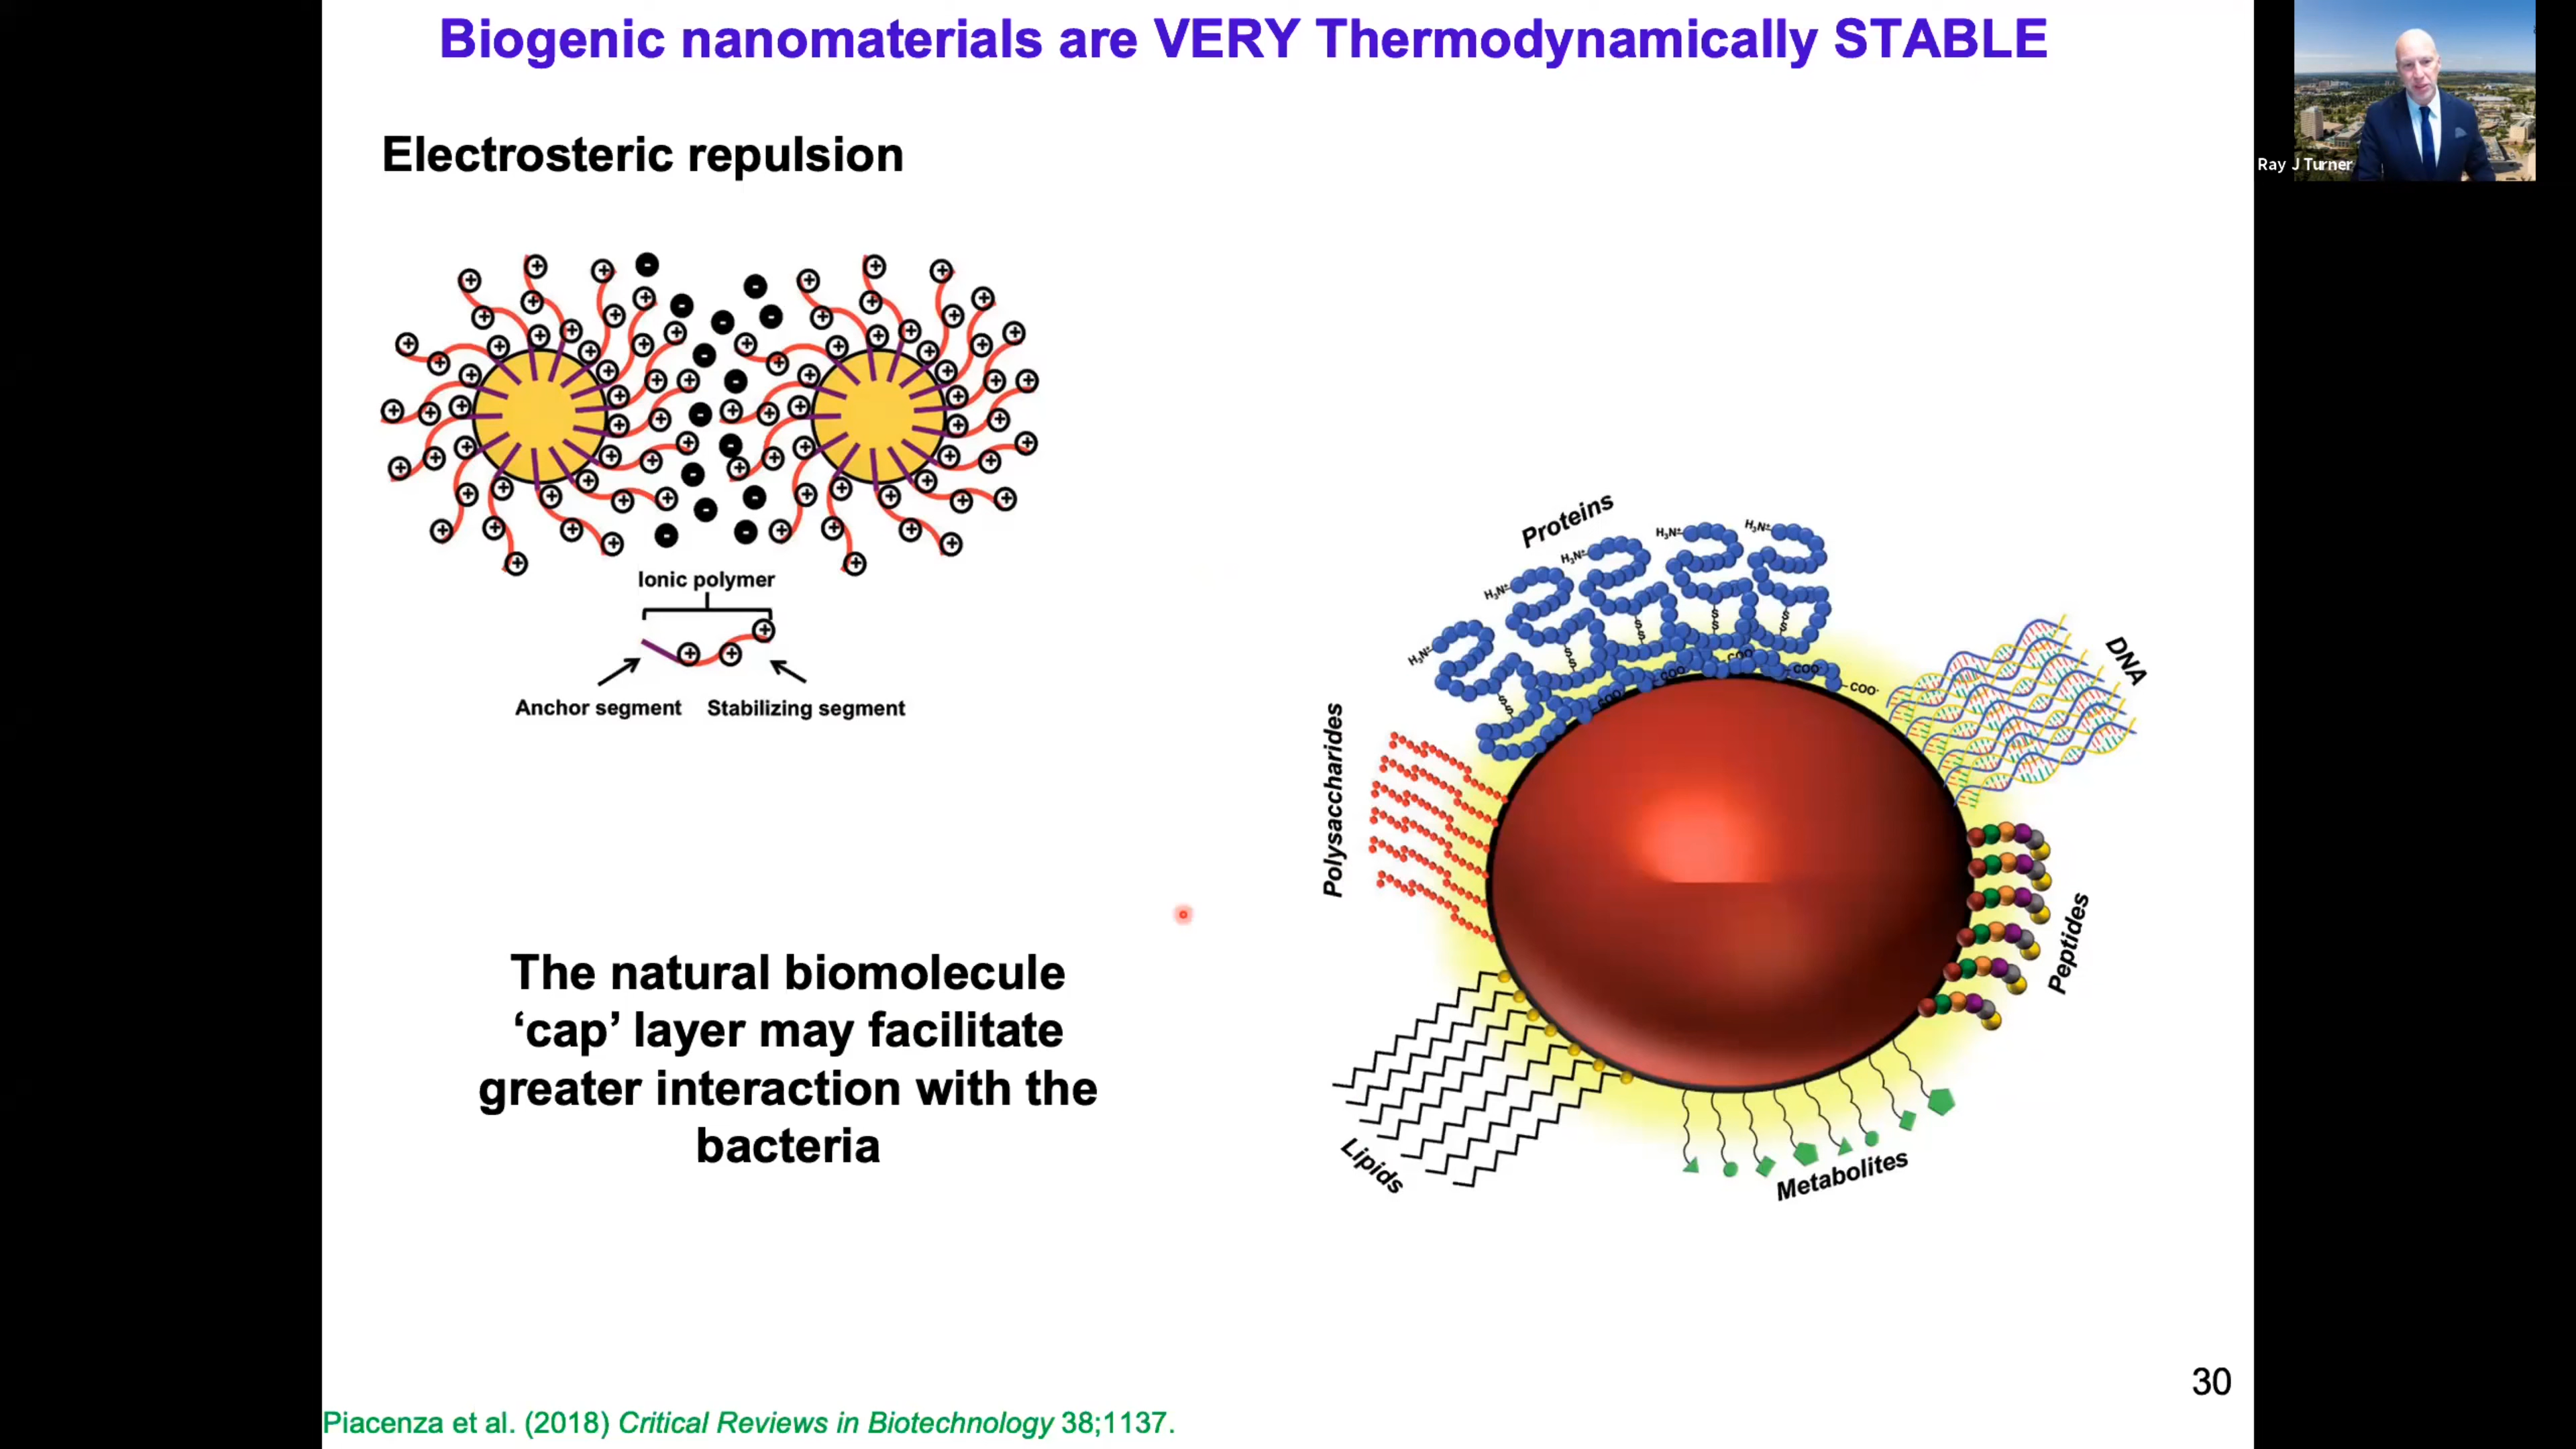 Biogenic nanomaterials are VERY Thermodynamically STABLE
Ray J Turner
Electrosteric repulsion
Ionic polymer
Anchor segment
Stabilizing segment
The natural biomolecule
‘cap’ layer may facilitate
greater interaction with the
bacteria
Proteins
H₃N⁺
H₃N⁺
H₃N⁺
H₃N⁺
H₃N⁺
S
S
S
S
S
S
S
S
S
S
COO⁻
COO⁻
COO⁻
COO⁻
COO⁻
DNA
Polysaccharides
Peptides
Lipids
Metabolites
30
Piacenza et al. (2018) Critical Reviews in Biotechnology 38;1137.